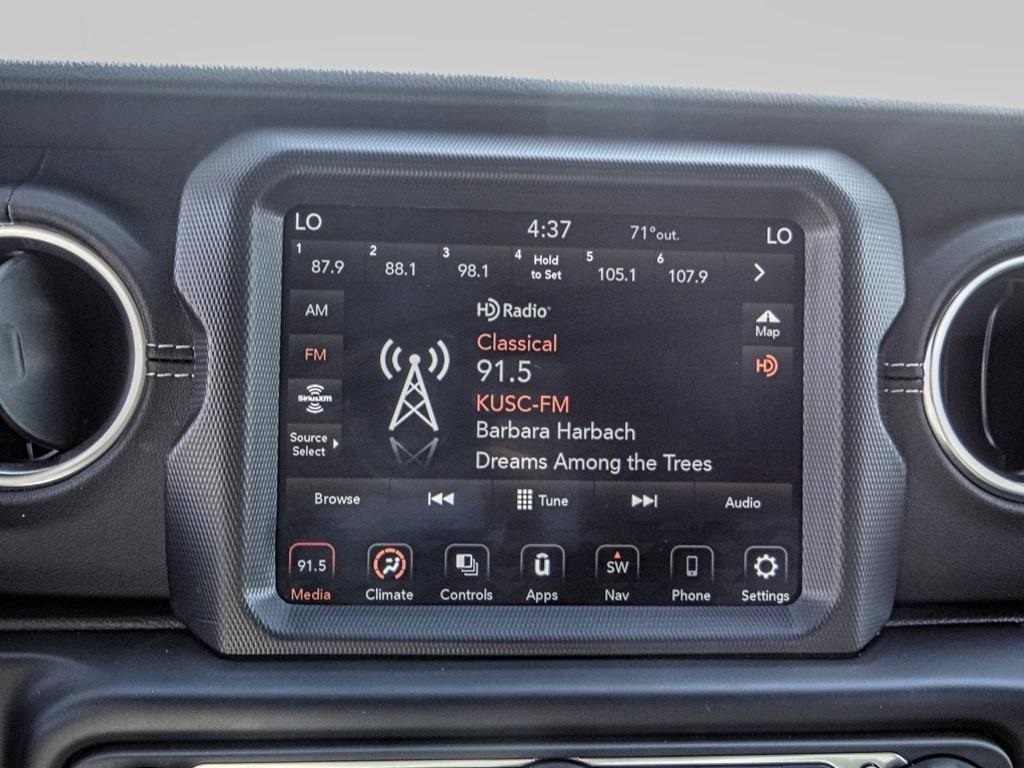 LO 4:37 71°out. LO
1 87.9 2 88.1 3 98.1 4 Hold to Set 5 105.1 6 107.9
AM
FM
SiriusXM
Source
Select
HD Radio
Classical
91.5
KUSC-FM
Barbara Harbach
Dreams Among the Trees
Map
HD
Browse Tune Audio
91.5 ū SW
Media Climate Controls Apps Nav Phone Settings